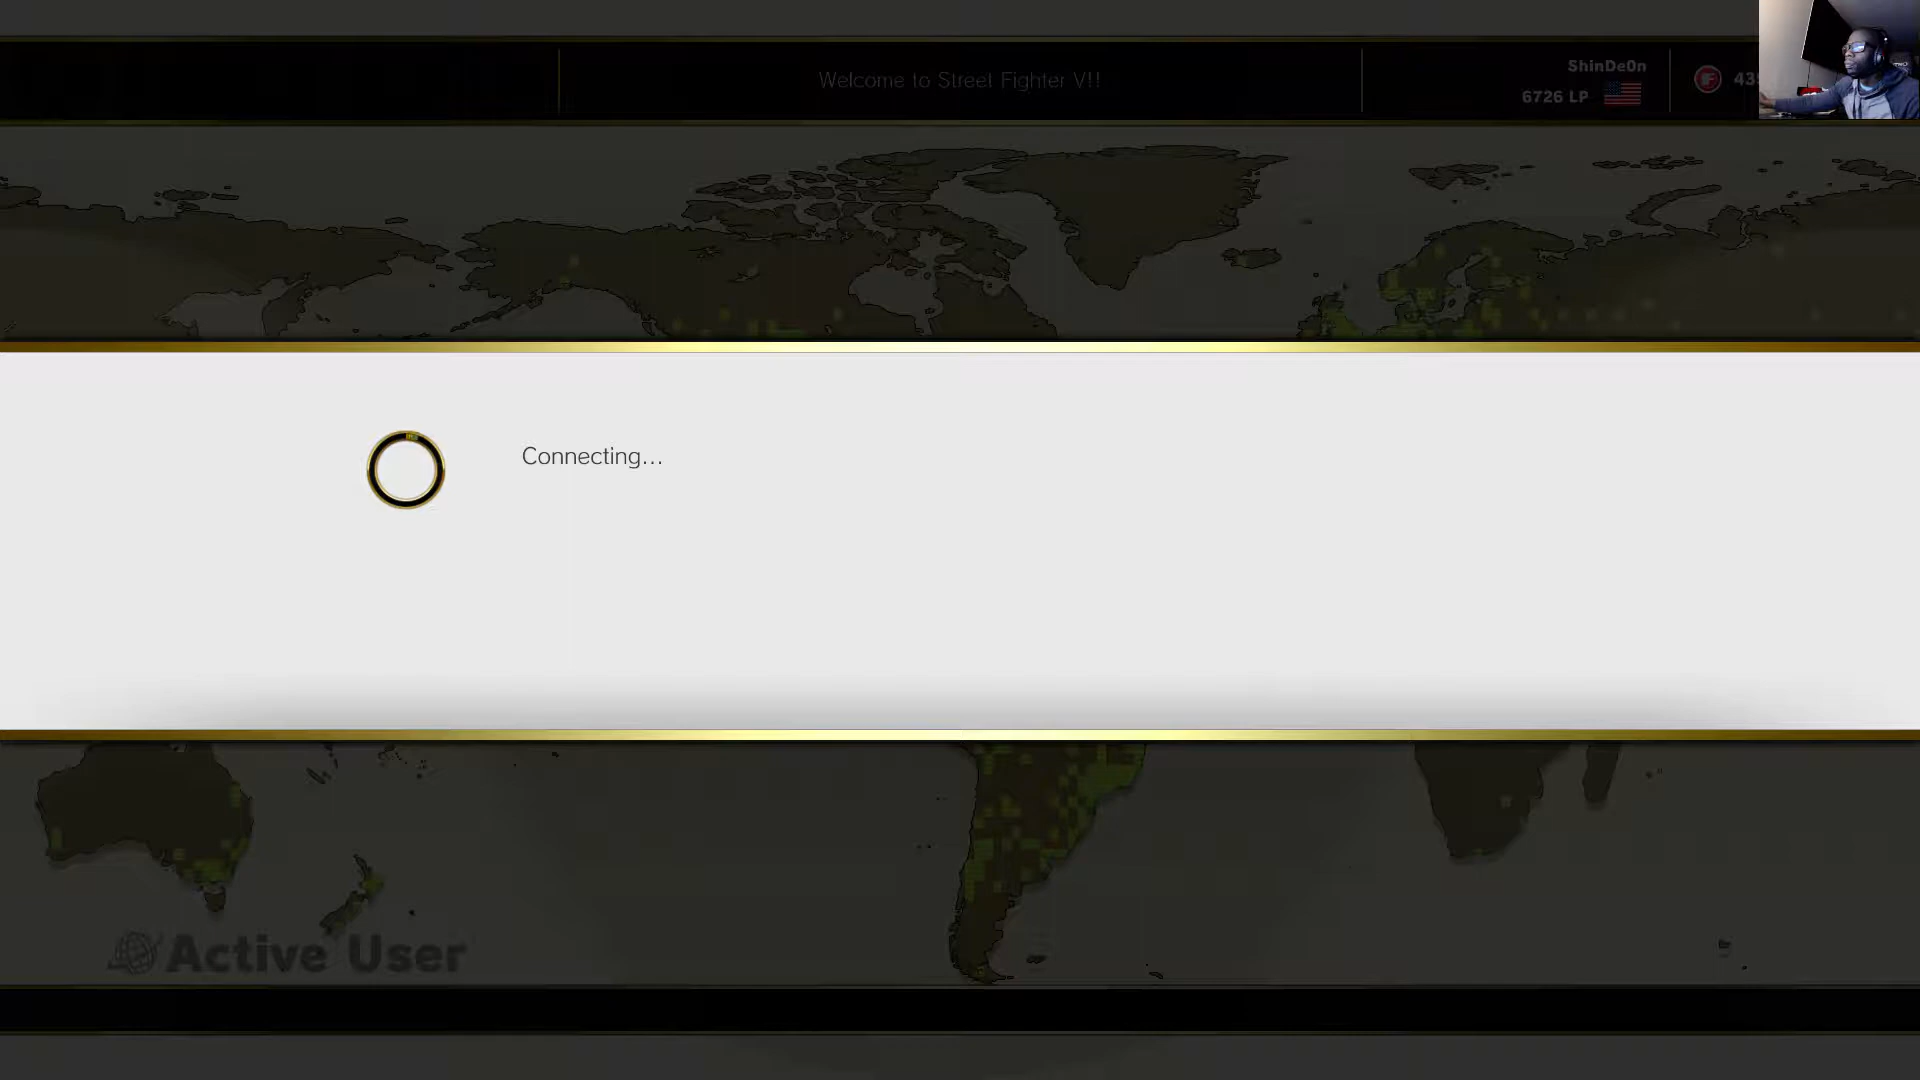 Welcome to Street Fighter V!!
ShinDe0n
6726 LP
Connecting...
Active User